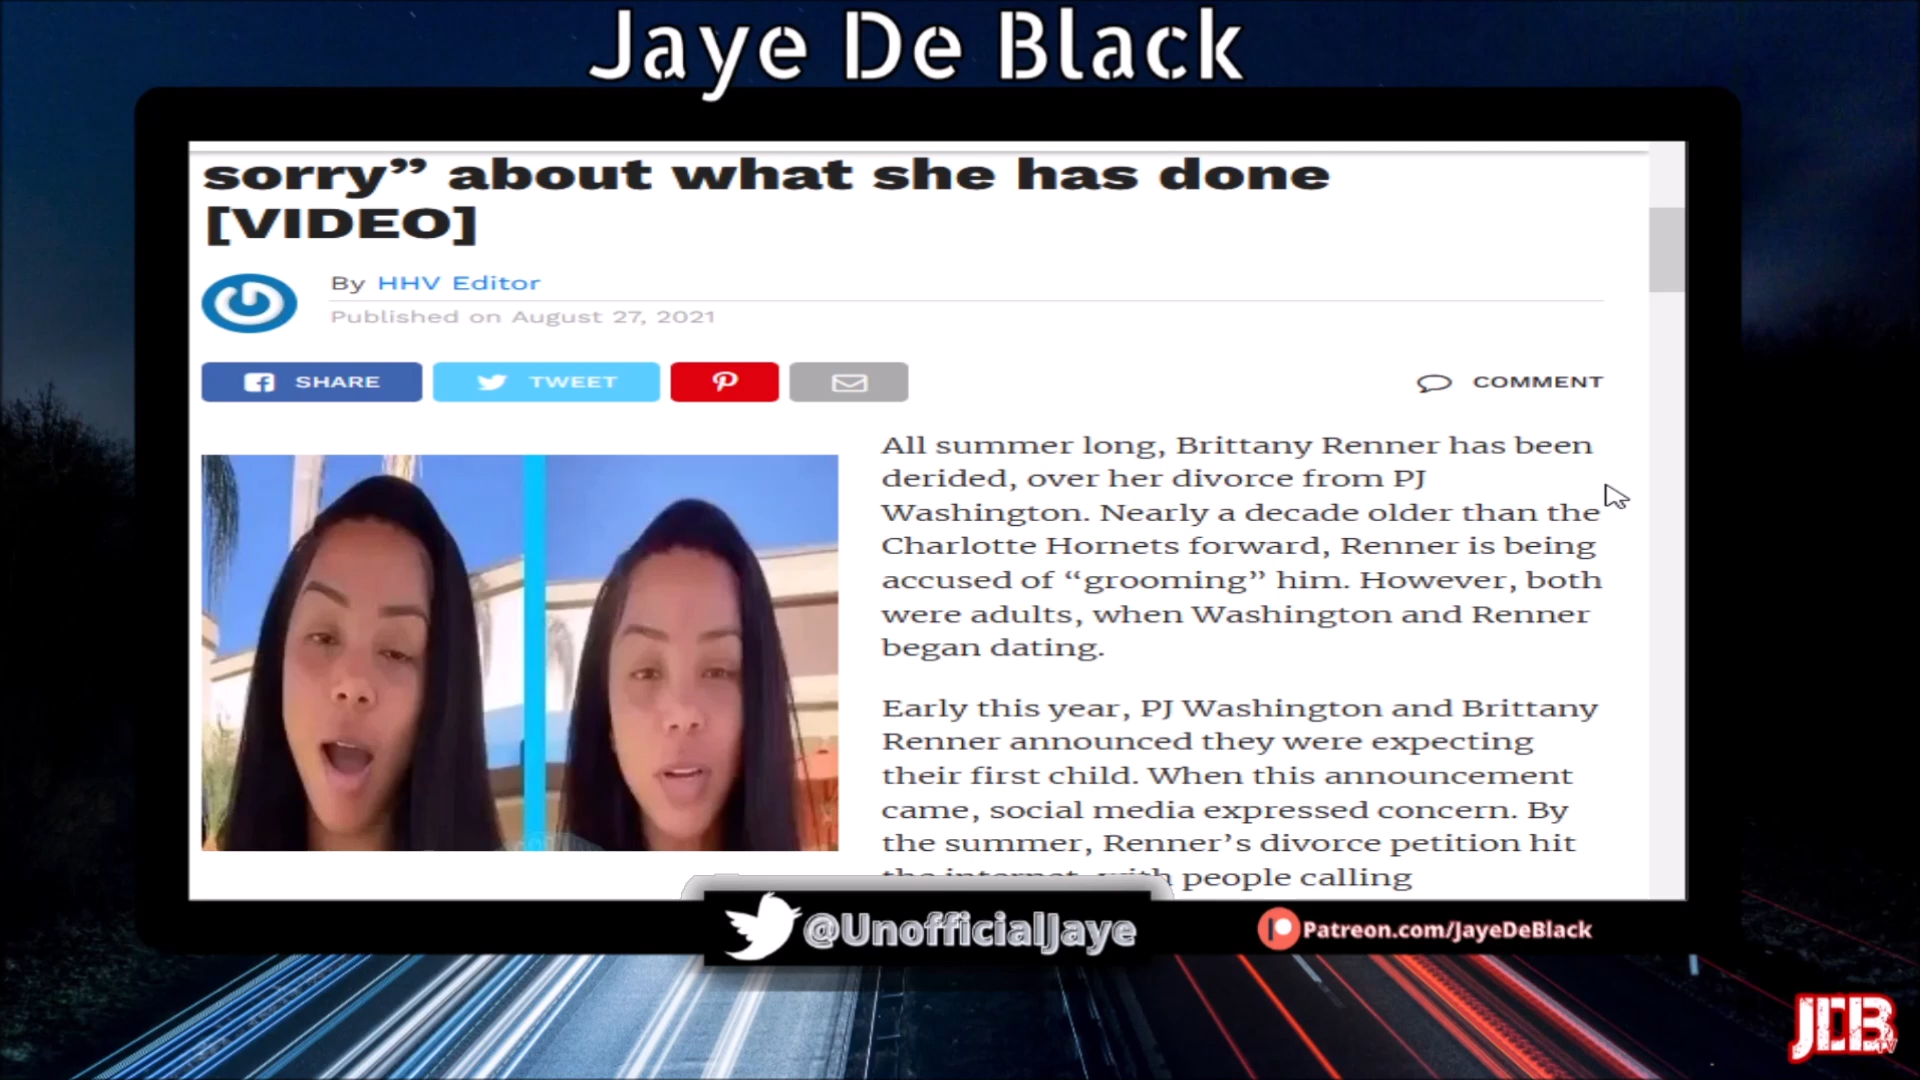 Jaye De Black
sorry” about what she has done
[VIDEO]
By HHV Editor
Published on August 27, 2021
SHARE
TWEET
COMMENT
All summer long, Brittany Renner has been
derided, over her divorce from PJ
Washington. Nearly a decade older than the
Charlotte Hornets forward, Renner is being
accused of “grooming” him. However, both
were adults, when Washington and Renner
began dating.
Early this year, PJ Washington and Brittany
Renner announced they were expecting
their first child. When this announcement
came, social media expressed concern. By
the summer, Renner’s divorce petition hit
the internet, with people calling
@UnofficialJaye
Patreon.com/JayeDeBlack
JDB
TV